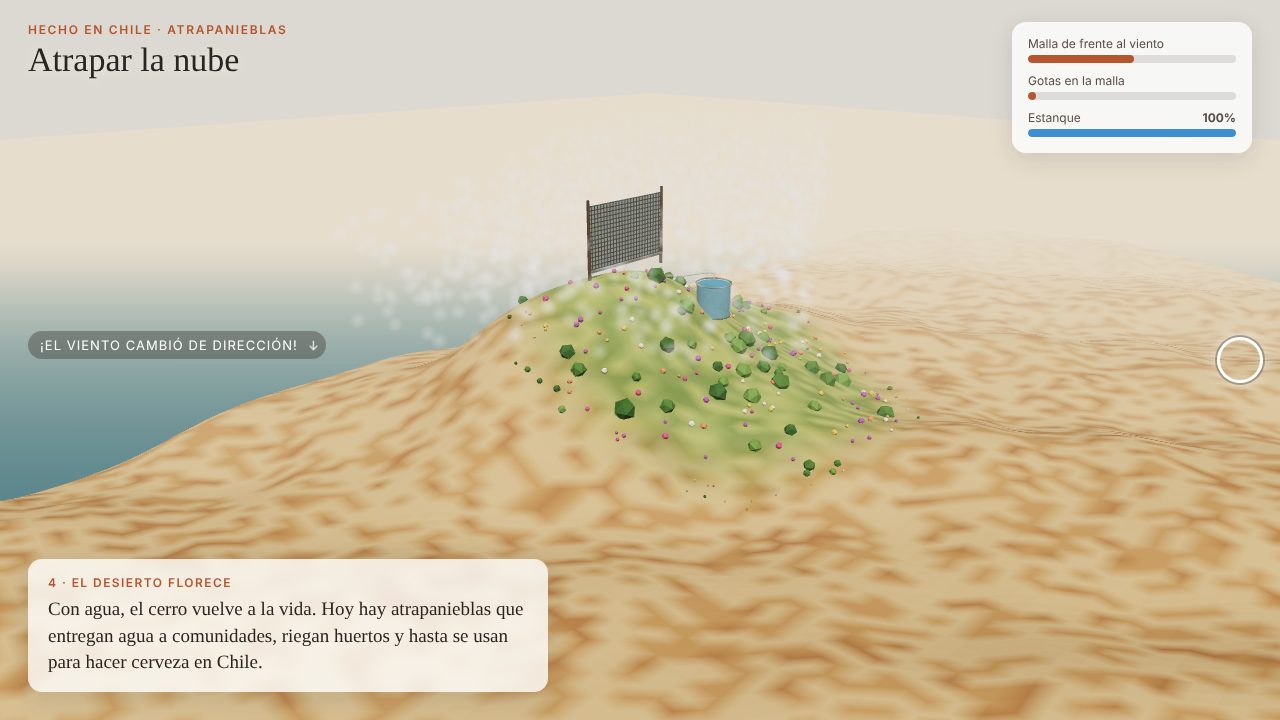 HECHO EN CHILE · ATRAPANIEBLAS
Atrapar la nube
Malla de frente al viento
Gotas en la malla
Estanque 100%
¡EL VIENTO CAMBIÓ DE DIRECCIÓN! ↓
4 · EL DESIERTO FLORECE
Con agua, el cerro vuelve a la vida. Hoy hay atrapanieblas que
entregan agua a comunidades, riegan huertos y hasta se usan
para hacer cerveza en Chile.